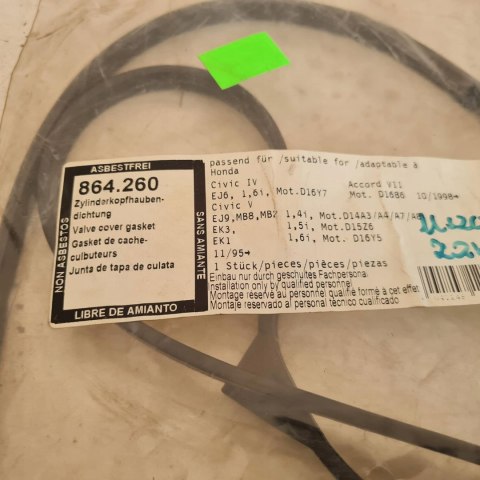 ASBESTFREI
864.260
Zylinderkopfhauben-
dichtung
Valve cover gasket
Gasket de cache-
culbuteurs
Junta de tapa de culata
NON ASBESTOS
SANS AMIANTE
LIBRE DE AMIANTO
passend für /suitable for /adaptable à
Honda
Civic IV Accord VII
EJ6, 1,6i, Mot.D16Y7 Mot. D16B6 10/1998→
Civic V
EJ9,MB8,MB2 1,4i, Mot.D14A3/A4/A7/A8
EK3, 1,5i, Mot.D15Z6
EK1 1,6i, Mot.D16Y5
11/95→
1 Stück/pieces/pièces/piezas
Einbau nur durch geschultes Fachpersonal
Installation only by qualified personnel
Montage réservé au personnel qualifié formé à cet effet
Montaje reservado al personal técnico cualificado